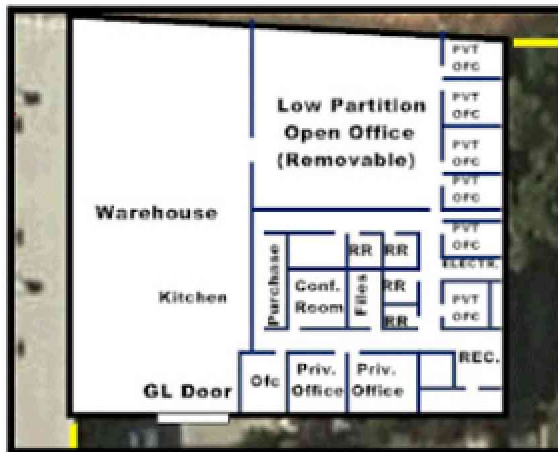 PVT
OFC
PVT
OFC
Low Partition
Open Office
(Removable)
PVT
OFC
PVT
OFC
Warehouse
PVT
OFC
RR
RR
ELECTR.
Purchase
Conf.
Room
Files
RR
Kitchen
PVT
OFC
RR
REC.
GL Door
Ofc
Priv.
Office
Priv.
Office